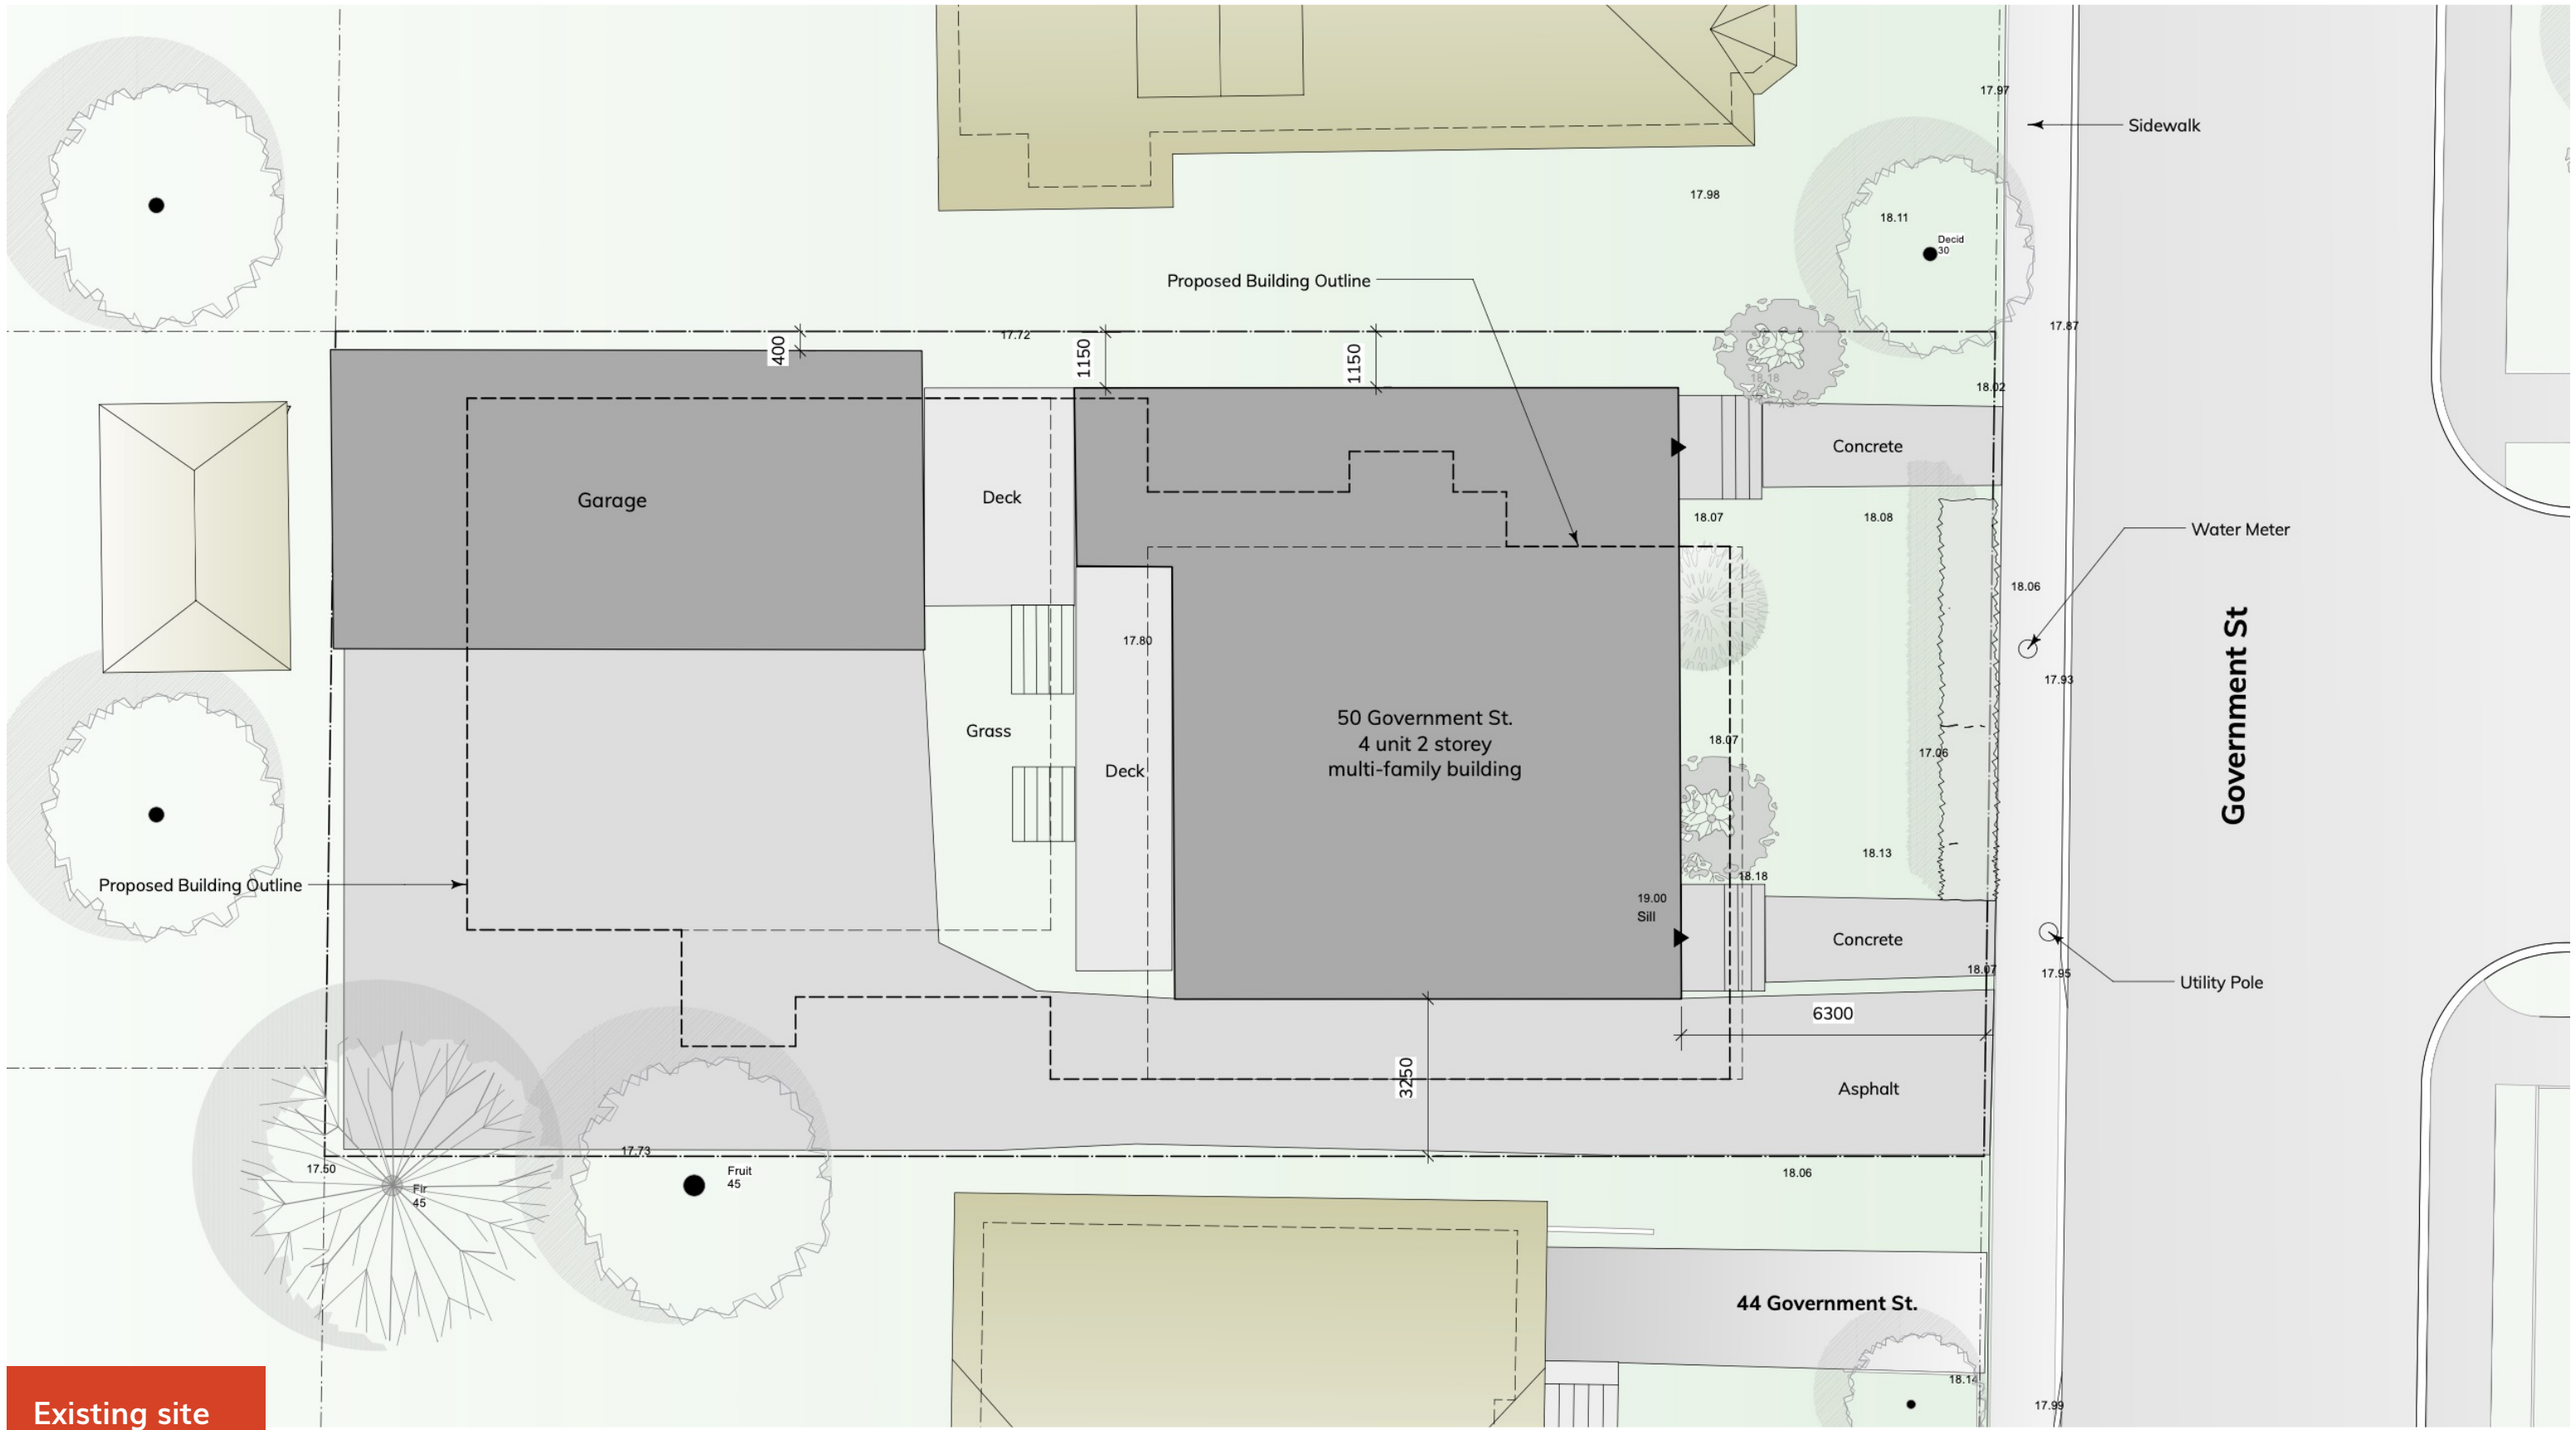 17.97
Sidewalk
17.98
18.11
Decid
30
Proposed Building Outline
17.87
17.72
400
1150
1150
18.18
18.02
Concrete
Deck
Garage
18.07
18.08
Water Meter
18.06
17.80
17.93
Government St
50 Government St.
4 unit 2 storey
multi-family building
Grass
18.07
17.06
Deck
18.13
18.18
Proposed Building Outline
19.00
Sill
Concrete
18.07
17.95
Utility Pole
6300
3250
Asphalt
17.73
17.50
Fruit
45
Fir
45
18.06
44 Government St.
18.14
17.99
Existing site